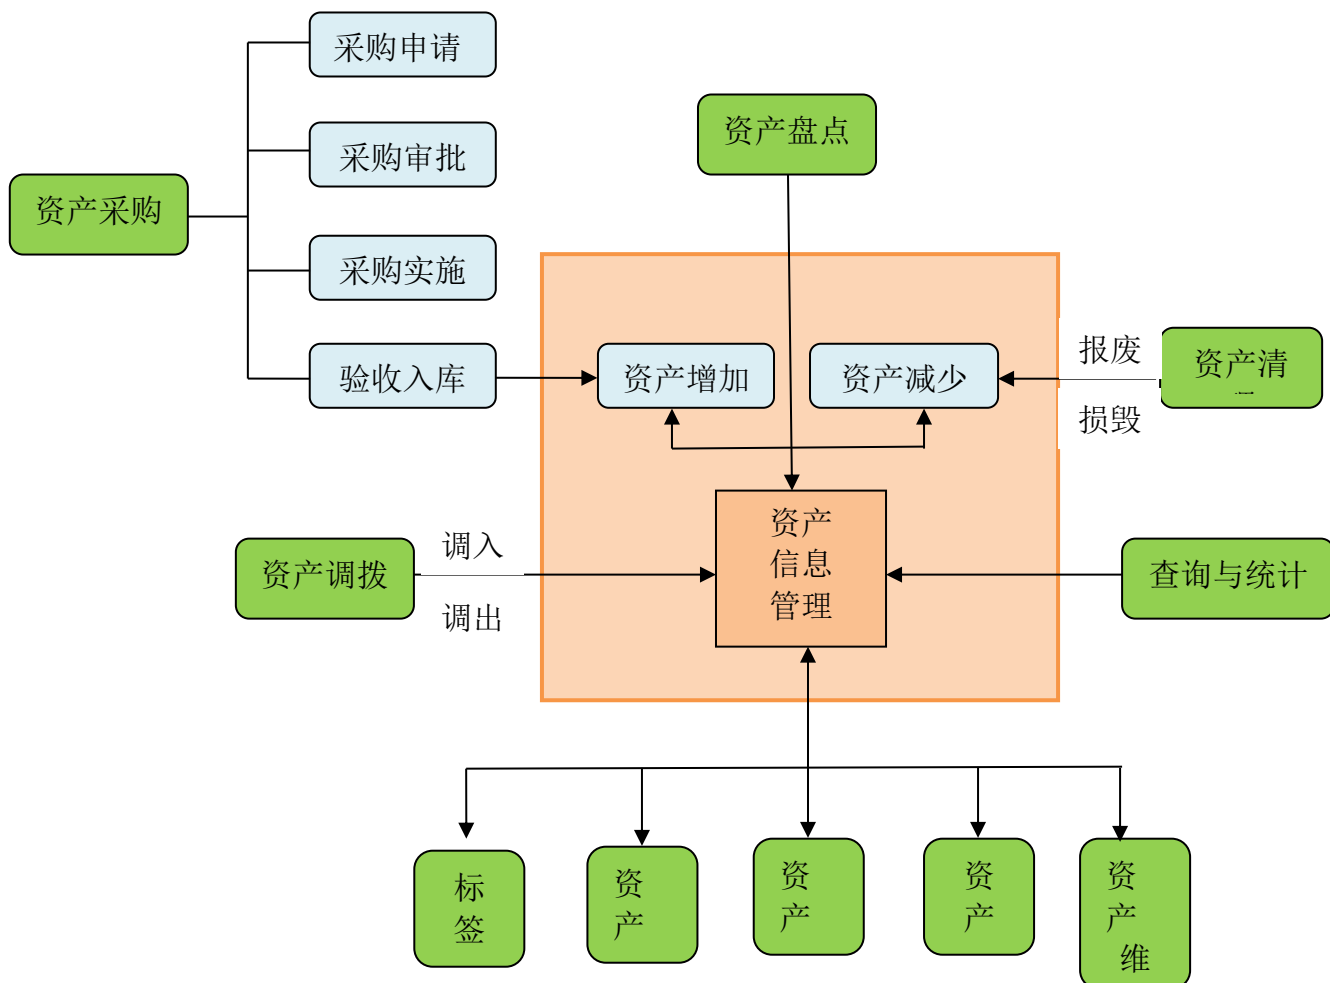 采购申请
资产盘点
采购审批
资产采购
采购实施
报废
资产清
验收入库
资产增加
资产减少
损毁
资产
信息
管理
调入
资产调拨
调出
查询与统计
标
签
资
产
资
产
资
产
资
产
维